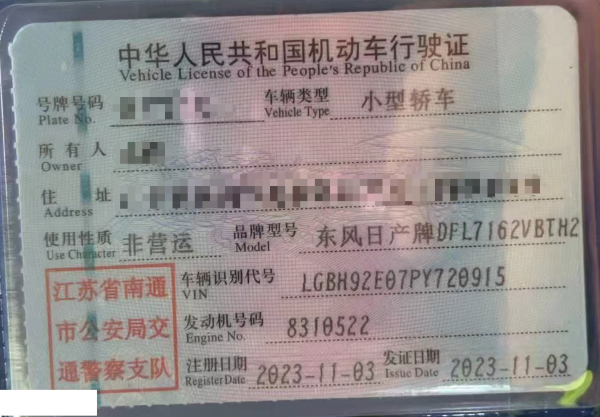 中华人民共和国机动车行驶证
Vehicle License of the People's Republic of China
号牌号码 车辆类型 小型轿车
Plate No. Vehicle Type
所有人
Owner
住址
Address
使用性质 非营运 品牌型号 东风日产牌DFL7162VBTH2
Use Character Model
江苏省南通
市公安局交
通警察支队
车辆识别代号 LGBH92E07PY720915
VIN
发动机号码 8310522
Engine No.
注册日期 2023-11-03 发证日期 2023-11-03
Register Date Issue Date